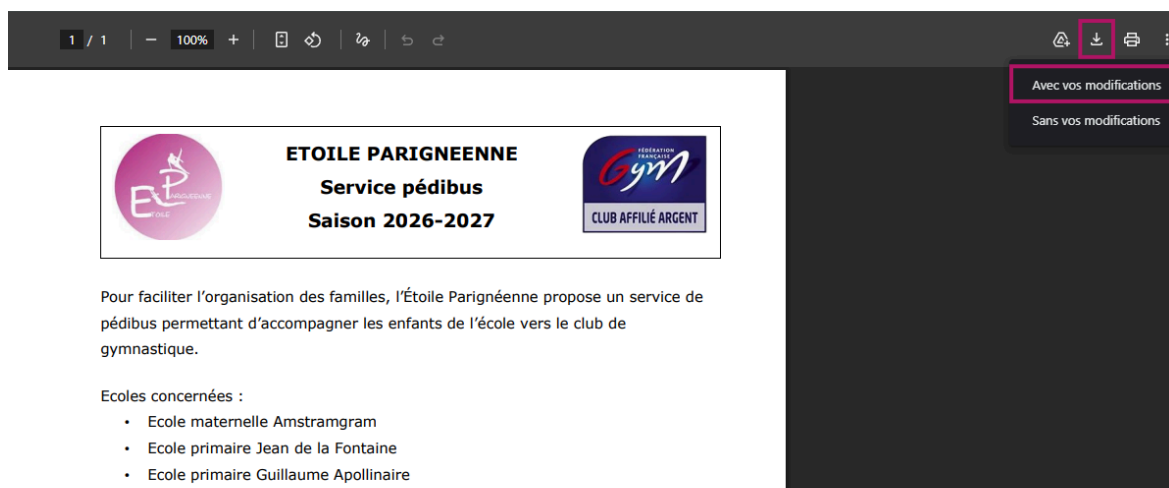 1 / 1 − 100% +
Avec vos modifications
Sans vos modifications
ETOILE PARIGNEENNE
Service pédibus
Saison 2026-2027
EP
PARIGNEENNE
ETOILE
FÉDÉRATION
FRANÇAISE
Gym
CLUB AFFILIÉ ARGENT
Pour faciliter l’organisation des familles, l’Étoile Parignéenne propose un service de
pédibus permettant d’accompagner les enfants de l’école vers le club de
gymnastique.
Ecoles concernées :
• Ecole maternelle Amstramgram
• Ecole primaire Jean de la Fontaine
• Ecole primaire Guillaume Apollinaire